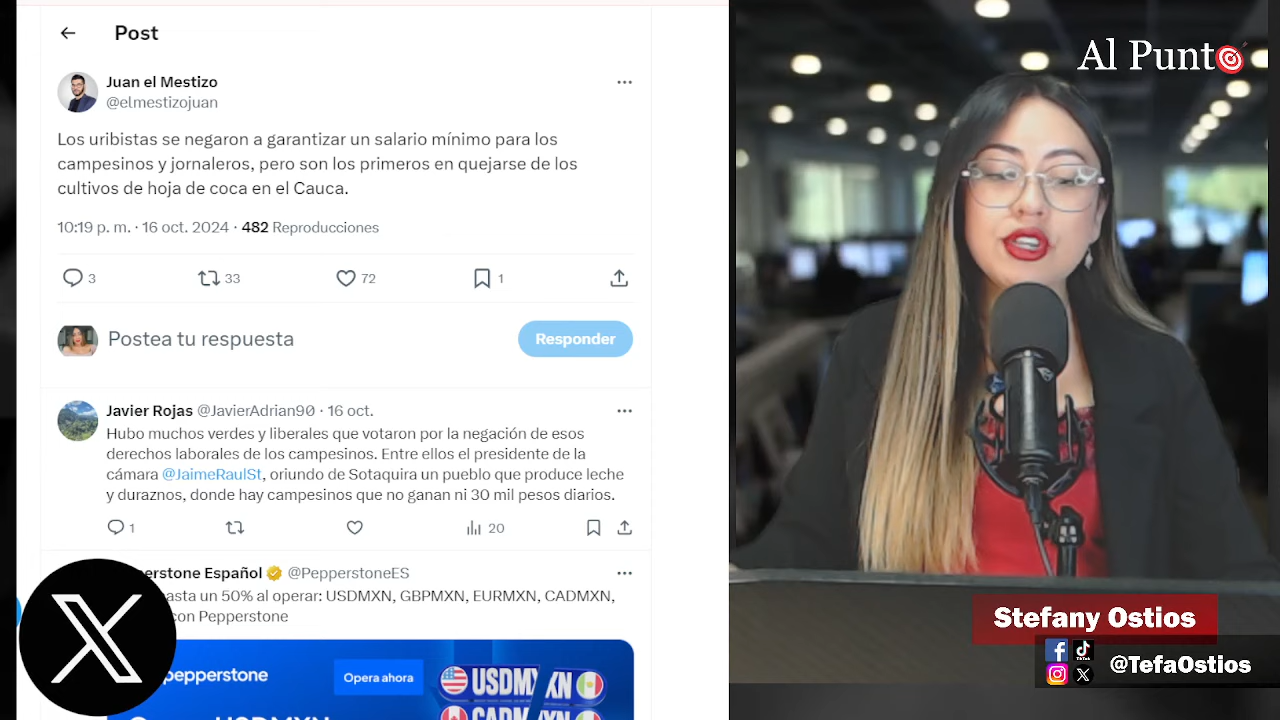 Post
Juan el Mestizo
@elmestizojuan
Los uribistas se negaron a garantizar un salario mínimo para los
campesinos y jornaleros, pero son los primeros en quejarse de los
cultivos de hoja de coca en el Cauca.
10:19 p. m. · 16 oct. 2024 · 482 Reproducciones
3 33 72 1
Postea tu respuesta
Responder
Javier Rojas @JavierAdrian90 · 16 oct.
Hubo muchos verdes y liberales que votaron por la negación de esos
derechos laborales de los campesinos. Entre ellos el presidente de la
cámara @JaimeRaulSt, oriundo de Sotaquira un pueblo que produce leche
y duraznos, donde hay campesinos que no ganan ni 30 mil pesos diarios.
1 20
Español @PepperstoneES
un 50% al operar: USDMXN, GBPMXN, EURMXN, CADMXN,
con Pepperstone
pepperstone
Opera ahora
USDMXN
Al Punto
Stefany Ostios
@TefaOstios